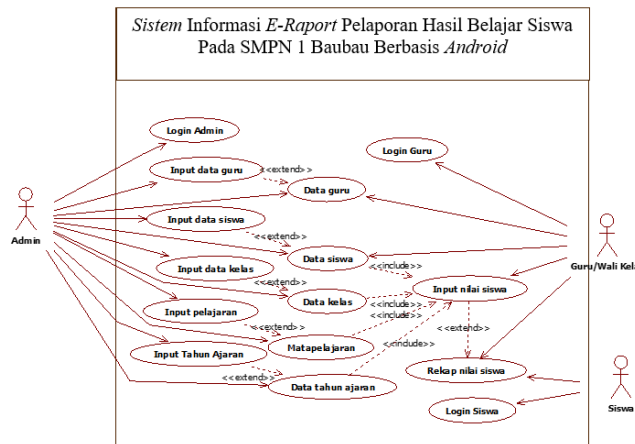 Sistem Informasi E-Raport Pelaporan Hasil Belajar Siswa
Pada SMPN 1 Baubau Berbasis Android
Login Admin
Login Guru
Input data guru
<<extend>>
Data guru
Input data siswa
Admin
Guru/Wali Kela
<<extend>>
Data siswa
Input data kelas
<<include>>
<<extend>>
Input nilai siswa
Data kelas
<<include>>
<<include>>
Input pelajaran
<<extend>>
<<extend>>
Matapelajaran
<<include>>
Input Tahun Ajaran
<<extend>>
Data tahun ajaran
Rekap nilai siswa
Login Siswa
Siswa